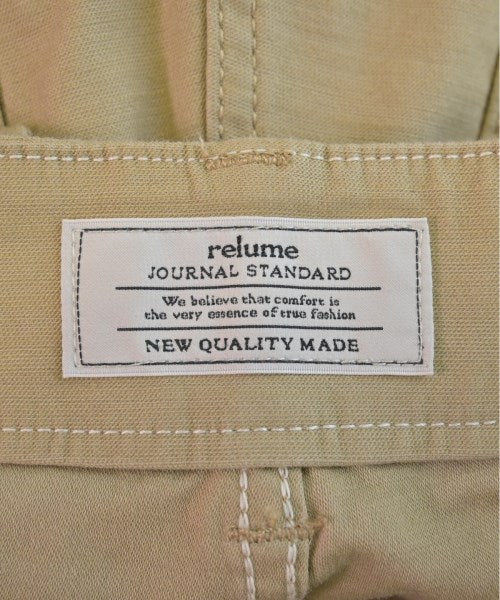 relume
JOURNAL STANDARD
We believe that comfort is
the very essence of true fashion
NEW QUALITY MADE